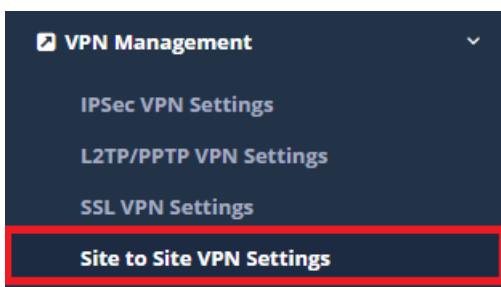 VPN Management
IPSec VPN Settings
L2TP/PPTP VPN Settings
SSL VPN Settings
Site to Site VPN Settings